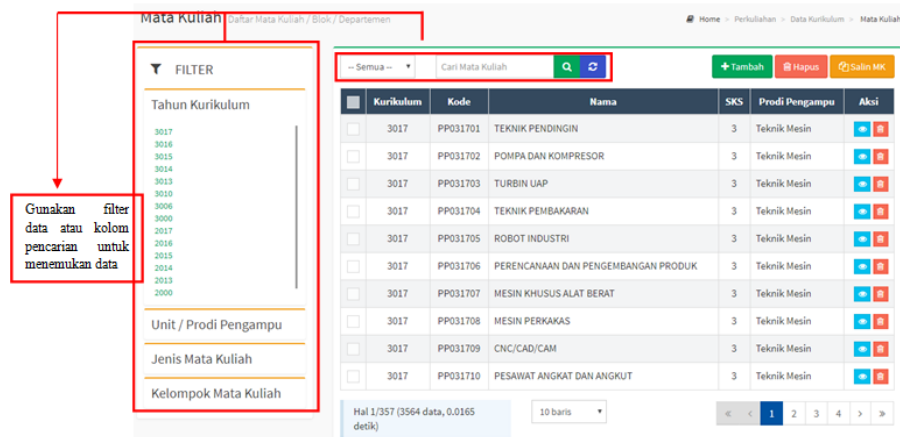 Mata Kuliah Daftar Mata Kuliah / Blok / Departemen
Home > Perkuliahan > Data Kurikulum > Mata Kuliah
FILTER
Tahun Kurikulum
3017
3016
3015
3014
3013
3010
3006
3000
2017
2016
2015
2014
2013
2000
Unit / Prodi Pengampu
Jenis Mata Kuliah
Kelompok Mata Kuliah
Gunakan filter
data atau kolom
pencarian untuk
menemukan data
-- Semua -- Cari Mata Kuliah Tambah Hapus Salin MK
Kurikulum Kode Nama SKS Prodi Pengampu Aksi
3017 PP031701 TEKNIK PENDINGIN 3 Teknik Mesin
3017 PP031702 POMPA DAN KOMPRESOR 3 Teknik Mesin
3017 PP031703 TURBIN UAP 3 Teknik Mesin
3017 PP031704 TEKNIK PEMBAKARAN 3 Teknik Mesin
3017 PP031705 ROBOT INDUSTRI 3 Teknik Mesin
3017 PP031706 PERENCANAAN DAN PENGEMBANGAN PRODUK 3 Teknik Mesin
3017 PP031707 MESIN KHUSUS ALAT BERAT 3 Teknik Mesin
3017 PP031708 MESIN PERKAKAS 3 Teknik Mesin
3017 PP031709 CNC/CAD/CAM 3 Teknik Mesin
3017 PP031710 PESAWAT ANGKAT DAN ANGKUT 3 Teknik Mesin
Hal 1/357 (3564 data, 0.0165
detik)
10 baris
« < 1 2 3 4 > »